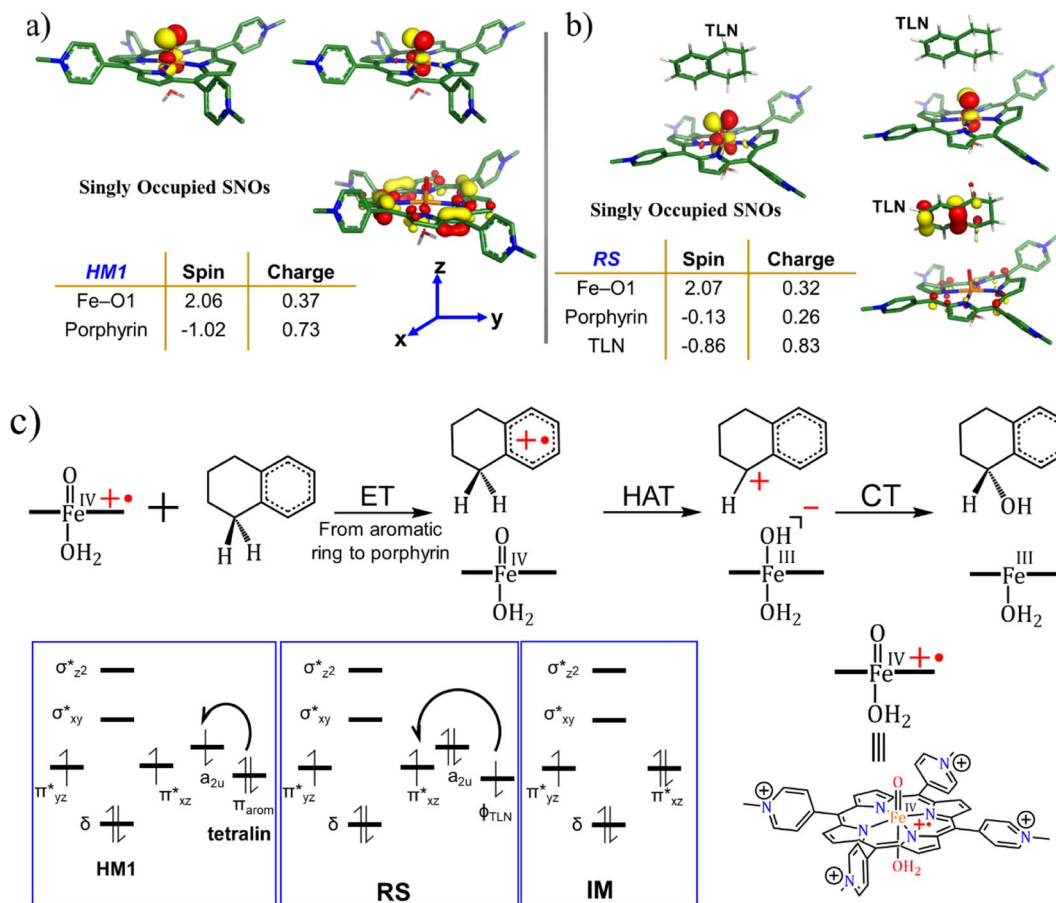 a)
Singly Occupied SNOs
HM1 Spin Charge
Fe–O1 2.06 0.37
Porphyrin -1.02 0.73
z
y
x
b)
TLN
TLN
Singly Occupied SNOs
TLN
RS Spin Charge
Fe–O1 2.07 0.32
Porphyrin -0.13 0.26
TLN -0.86 0.83
c)
O
Fe IV +•
OH2
+
H H
ET
From aromatic
ring to porphyrin
+•
H H
O
Fe IV
OH2
HAT
+
H
OH −
Fe III
OH2
CT
H OH
Fe III
OH2
σ*z2
σ*xy
π*yz π*xz a2u πarom
δ tetralin
HM1
σ*z2
σ*xy
π*yz π*xz a2u ϕTLN
δ
RS
σ*z2
σ*xy
π*yz π*xz
δ
IM
O
Fe IV +•
OH2
O
N N Fe IV +• N N
OH2
N + N + N + N +